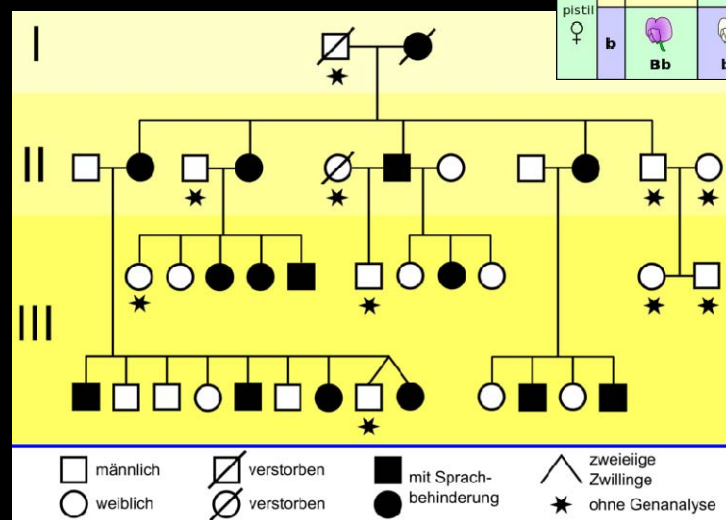 pistil
♀ b
Bb b
I
II
III
männlich
verstorben
mit Sprach-
behinderung
zweieiige
Zwillinge
weiblich
verstorben
ohne Genanalyse